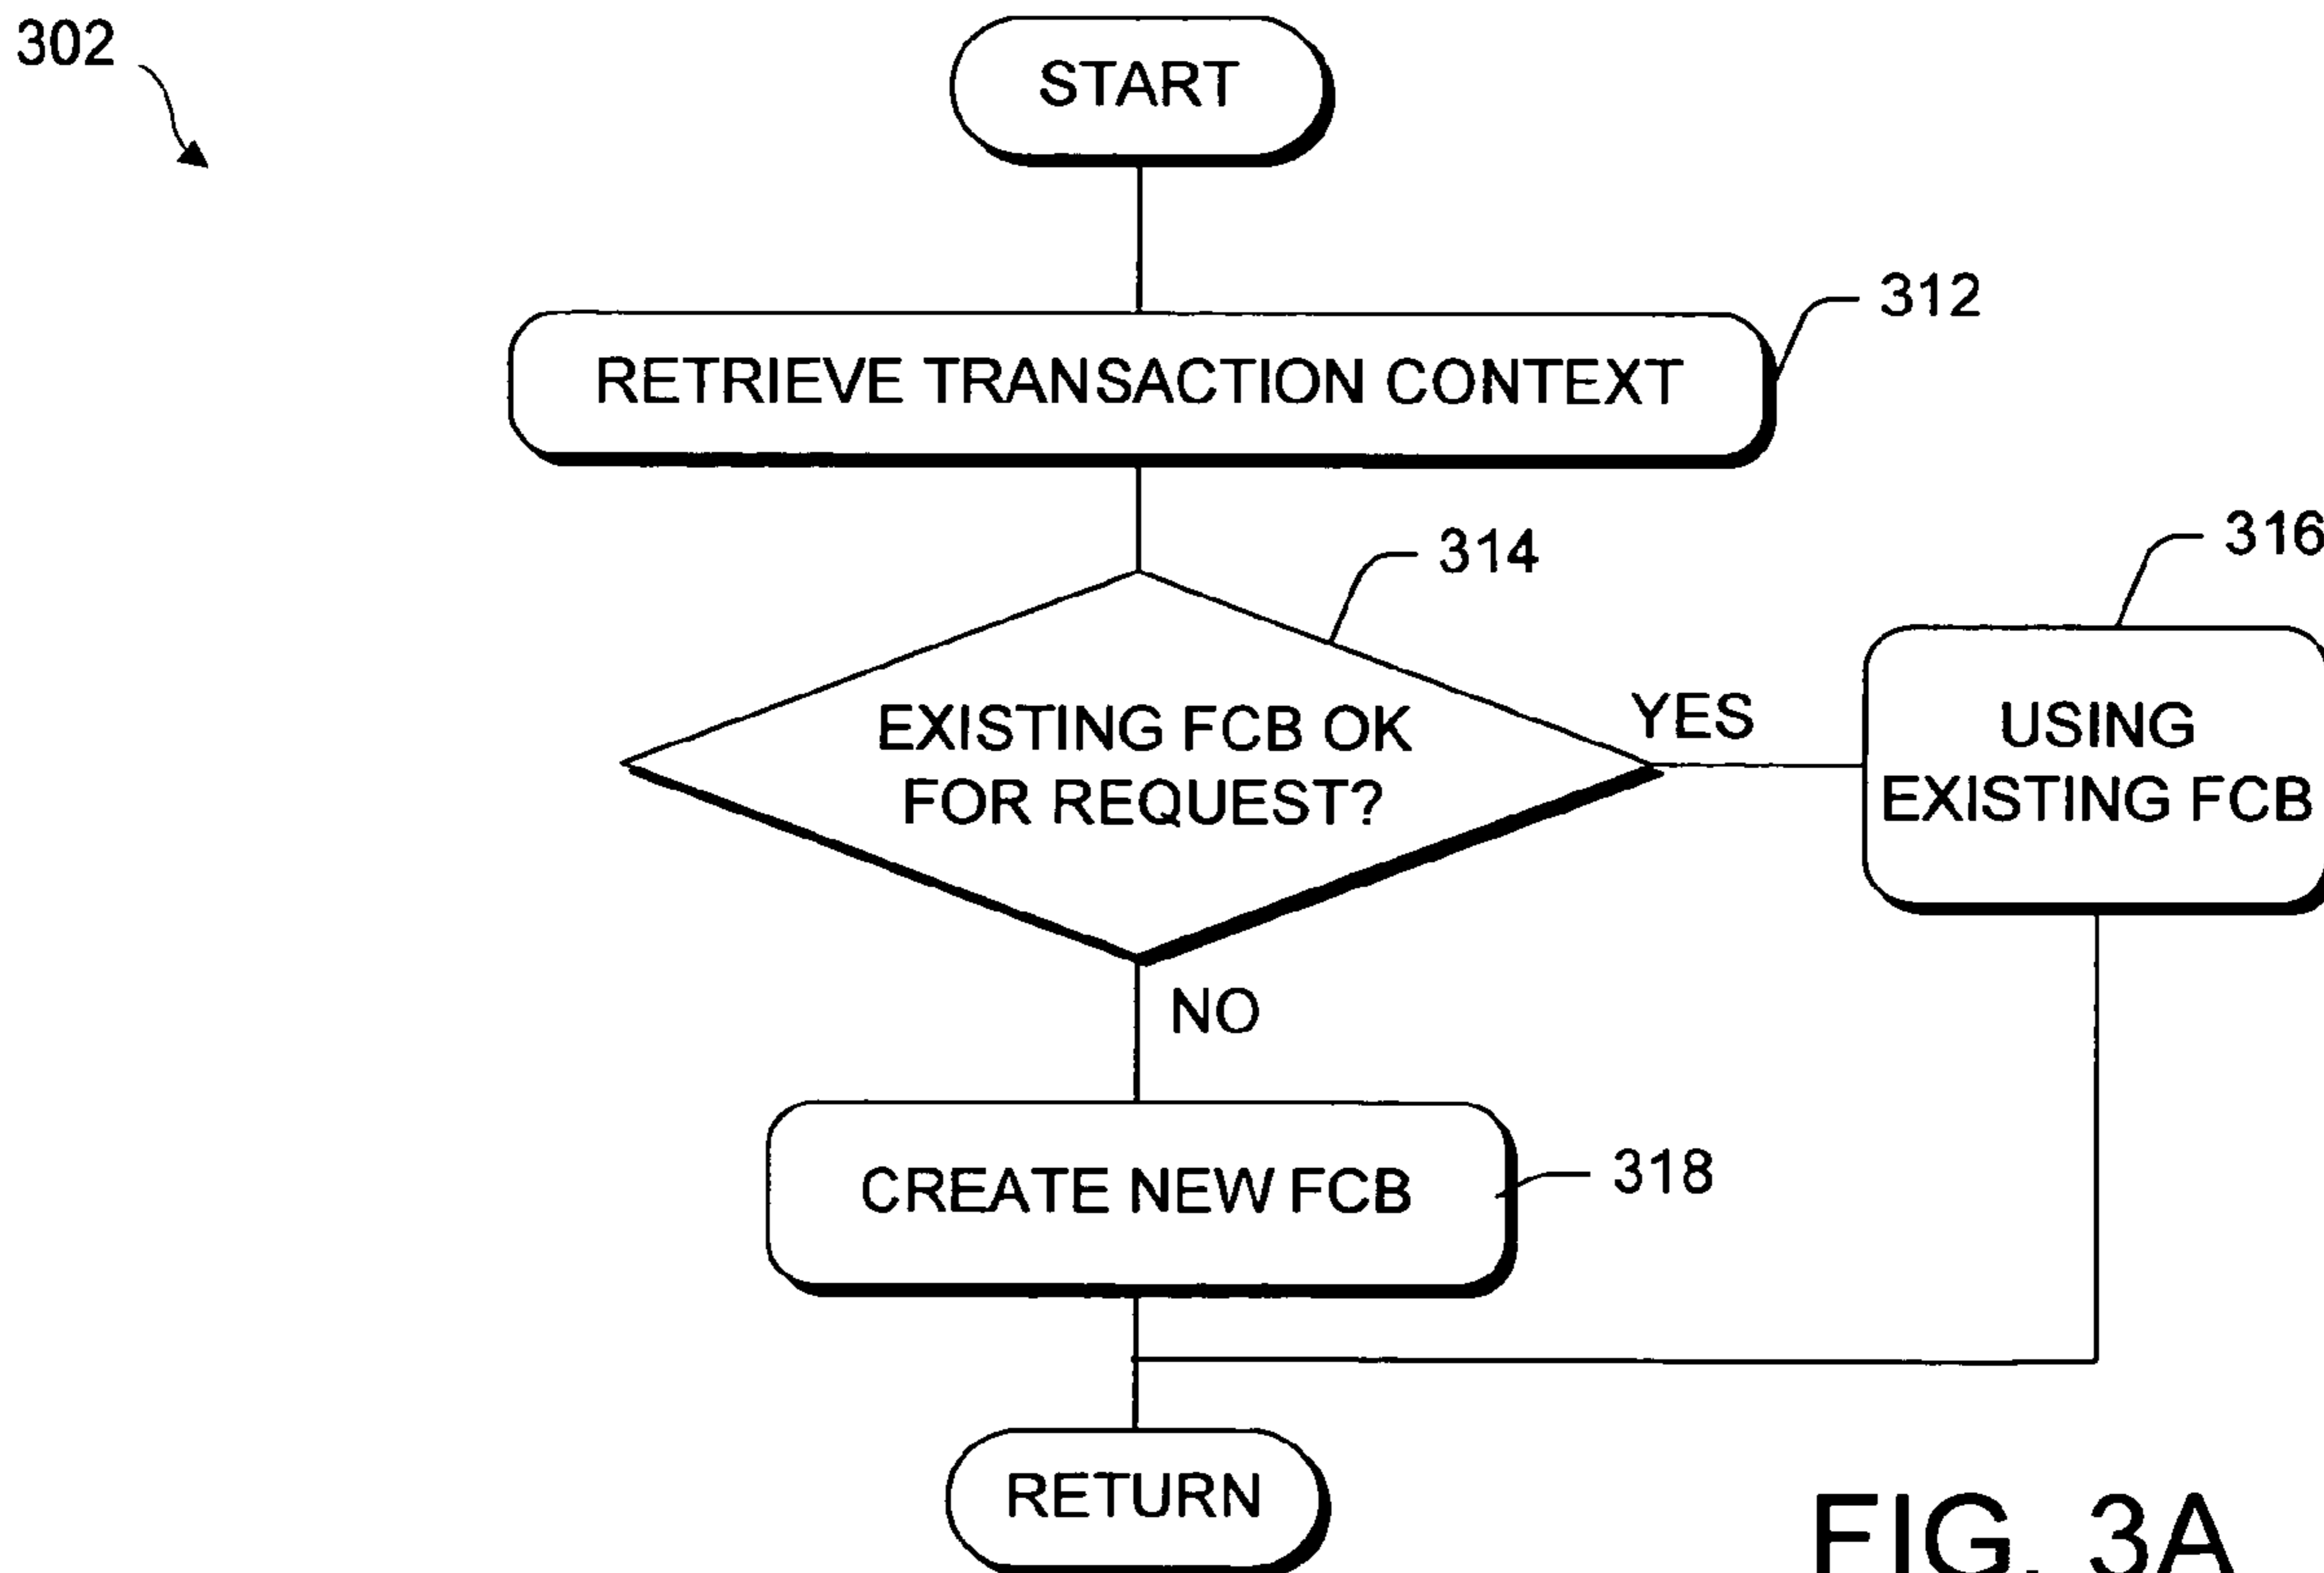 302
START
312
RETRIEVE TRANSACTION CONTEXT
314
316
EXISTING FCB OK
FOR REQUEST?
YES
USING
EXISTING FCB
NO
CREATE NEW FCB
318
RETURN
FIG. 3A